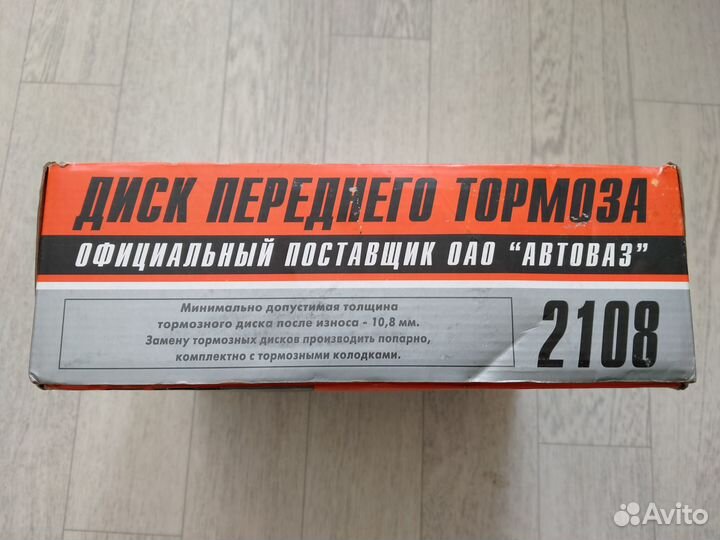 ДИСК ПЕРЕДНЕГО ТОРМОЗА
ОФИЦИАЛЬНЫЙ ПОСТАВЩИК ОАО "АВТОВАЗ"
Минимально допустимая толщина
тормозного диска после износа - 10,8 мм.
Замену тормозных дисков производить попарно,
комплектно с тормозными колодками.
2108
Avito